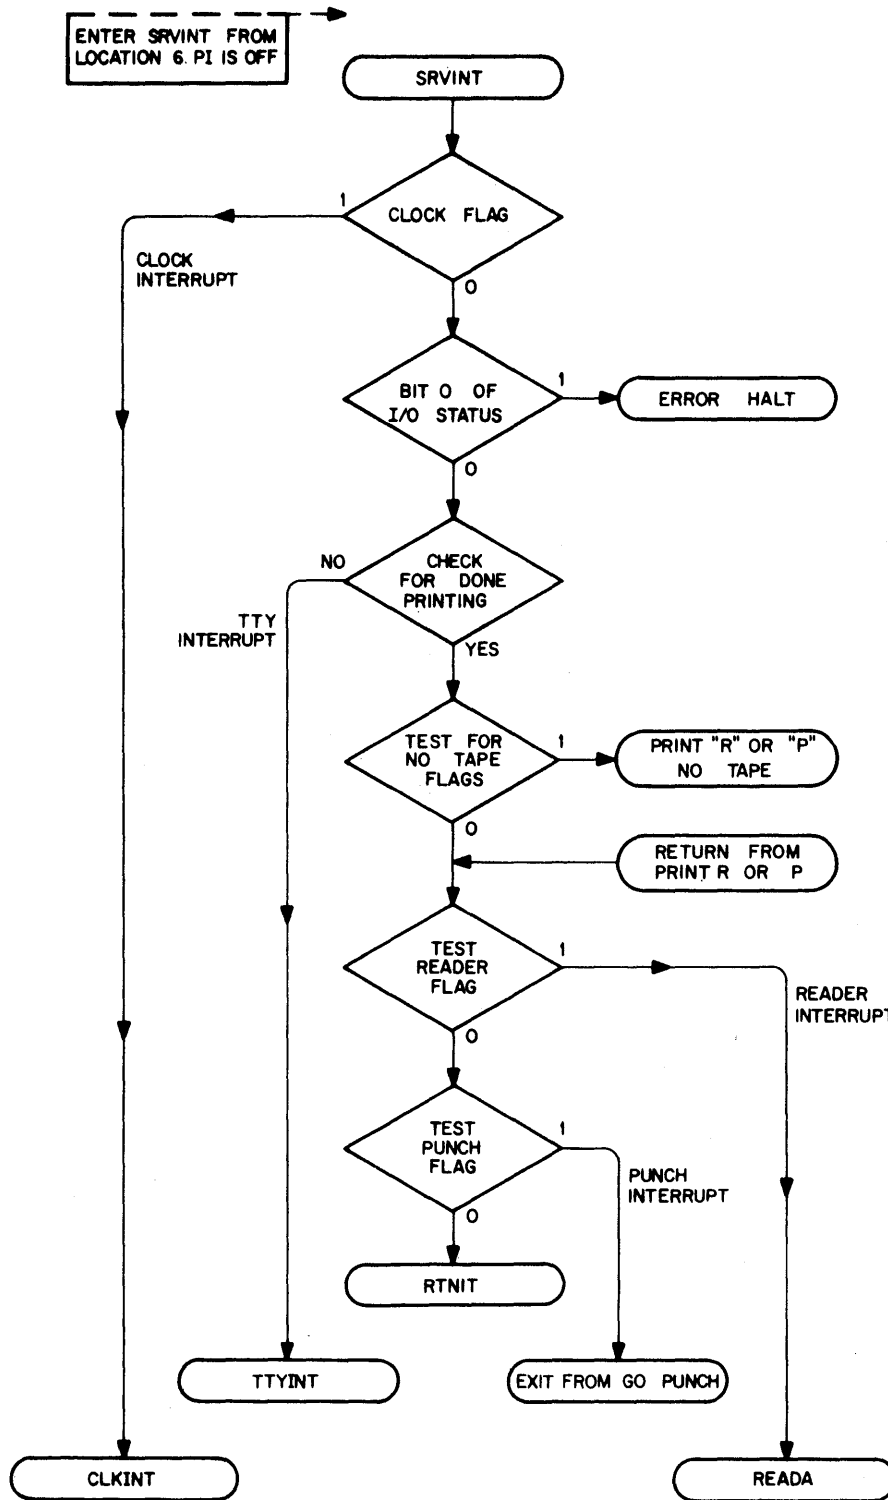 ENTER SRVINT FROM
LOCATION 6. PI IS OFF
SRVINT
1
CLOCK FLAG
CLOCK
INTERRUPT
0
BIT 0 OF
I/O STATUS
1
ERROR HALT
0
NO
CHECK
FOR DONE
PRINTING
TTY
INTERRUPT
YES
TEST FOR
NO TAPE
FLAGS
1
PRINT "R" OR "P"
NO TAPE
0
RETURN FROM
PRINT R OR P
TEST
READER
FLAG
1
READER
INTERRUPT
0
TEST
PUNCH
FLAG
1
PUNCH
INTERRUPT
0
RTNIT
TTYINT
EXIT FROM GO PUNCH
CLKINT
READA